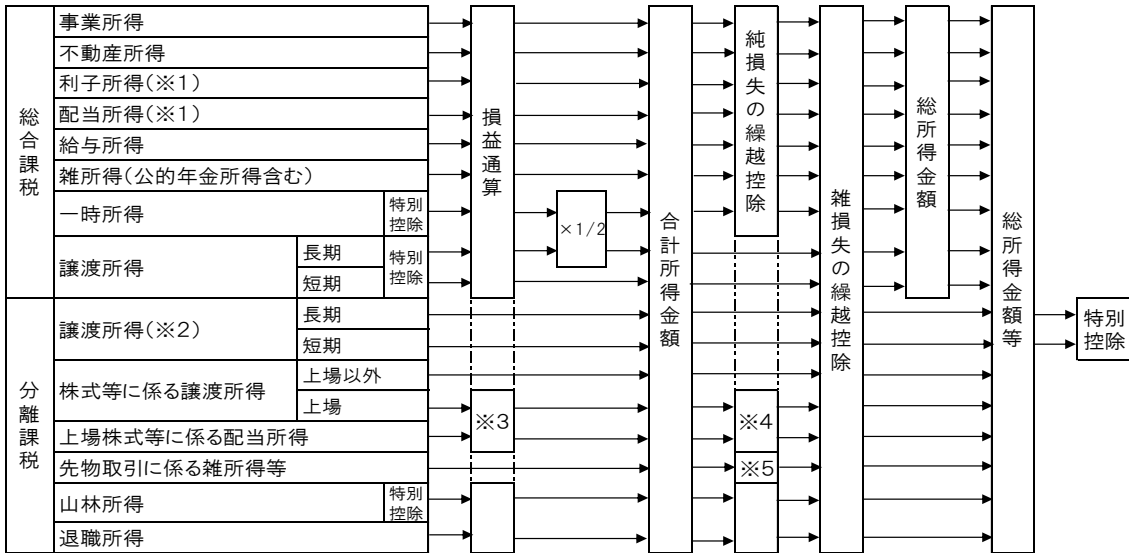 総合課税
事業所得
不動産所得
利子所得(※1)
配当所得(※1)
給与所得
雑所得(公的年金所得含む)
一時所得
特別
控除
譲渡所得
長期
短期
特別
控除
分離課税
譲渡所得(※2)
長期
短期
株式等に係る譲渡所得
上場以外
上場
上場株式等に係る配当所得
先物取引に係る雑所得等
山林所得
特別
控除
退職所得
損益通算
※3
×1/2
合計所得金額
純損失の繰越控除
※4
※5
雑損失の繰越控除
総所得金額
総所得金額等
特別
控除